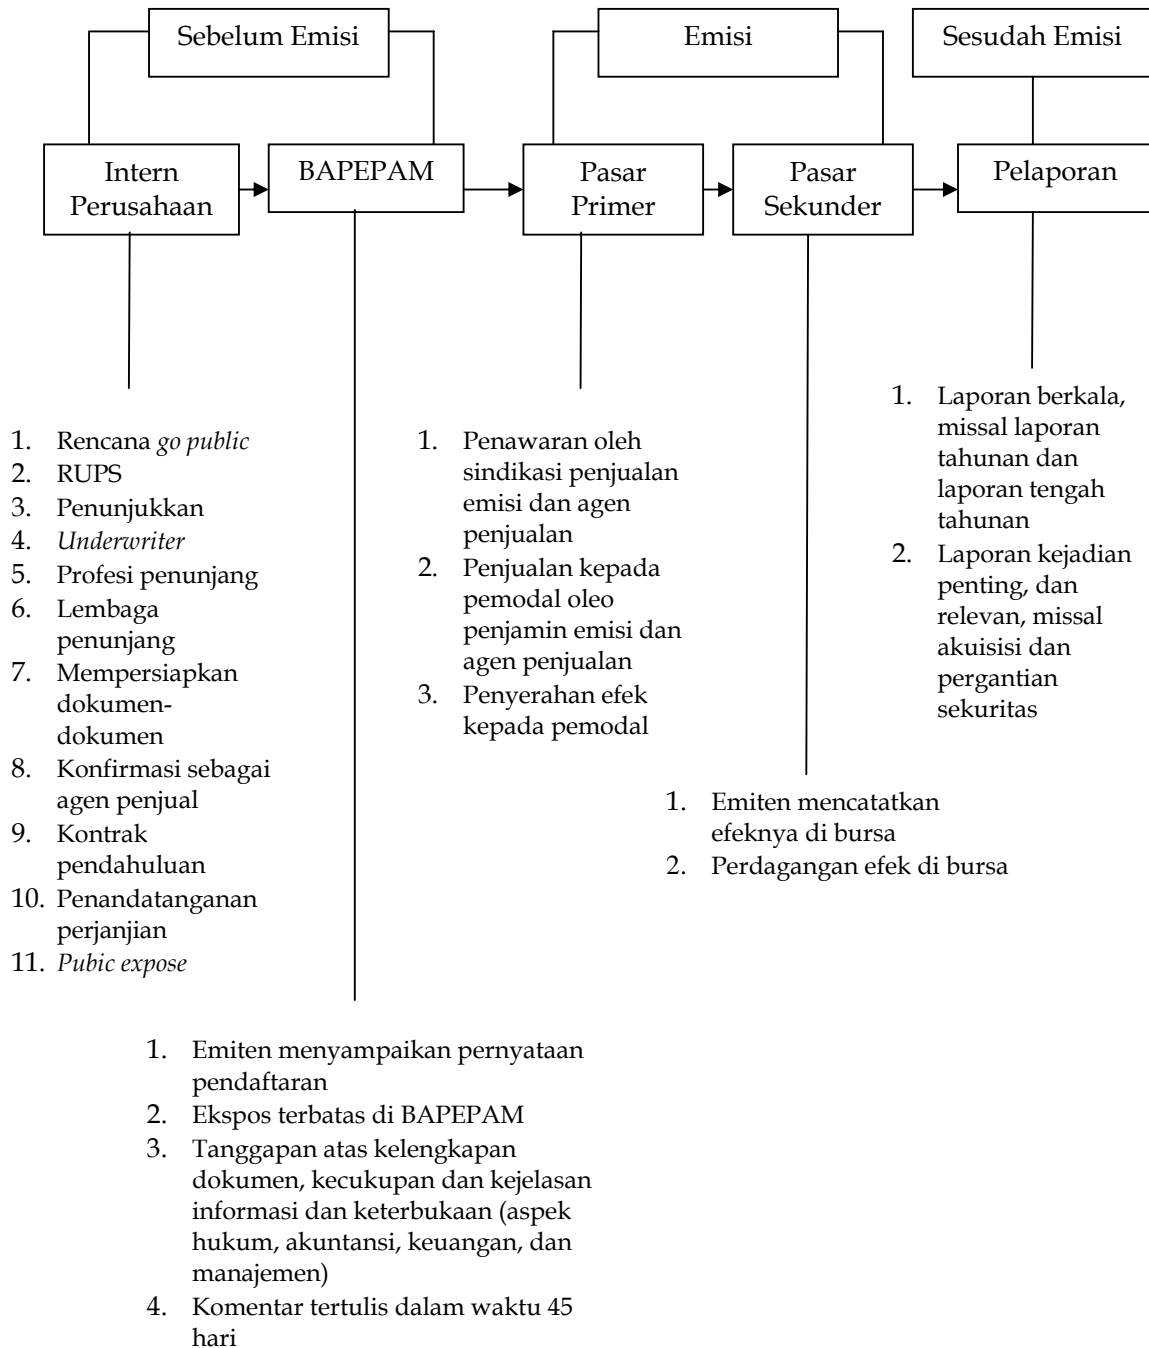 Sebelum Emisi
Emisi
Sesudah Emisi
Intern
Perusahaan
BAPEPAM
Pasar
Primer
Pasar
Sekunder
Pelaporan
1. Rencana go public
2. RUPS
3. Penunjukkan
4. Underwriter
5. Profesi penunjang
6. Lembaga
penunjang
7. Mempersiapkan
dokumen-
dokumen
8. Konfirmasi sebagai
agen penjual
9. Kontrak
pendahuluan
10. Penandatanganan
perjanjian
11. Pubic expose
1. Emiten menyampaikan pernyataan
pendaftaran
2. Ekspos terbatas di BAPEPAM
3. Tanggapan atas kelengkapan
dokumen, kecukupan dan kejelasan
informasi dan keterbukaan (aspek
hukum, akuntansi, keuangan, dan
manajemen)
4. Komentar tertulis dalam waktu 45
hari
1. Penawaran oleh
sindikasi penjualan
emisi dan agen
penjualan
2. Penjualan kepada
pemodal oleo
penjamin emisi dan
agen penjualan
3. Penyerahan efek
kepada pemodal
1. Emiten mencatatkan
efeknya di bursa
2. Perdagangan efek di bursa
1. Laporan berkala,
missal laporan
tahunan dan
laporan tengah
tahunan
2. Laporan kejadian
penting, dan
relevan, missal
akuisisi dan
pergantian
sekuritas